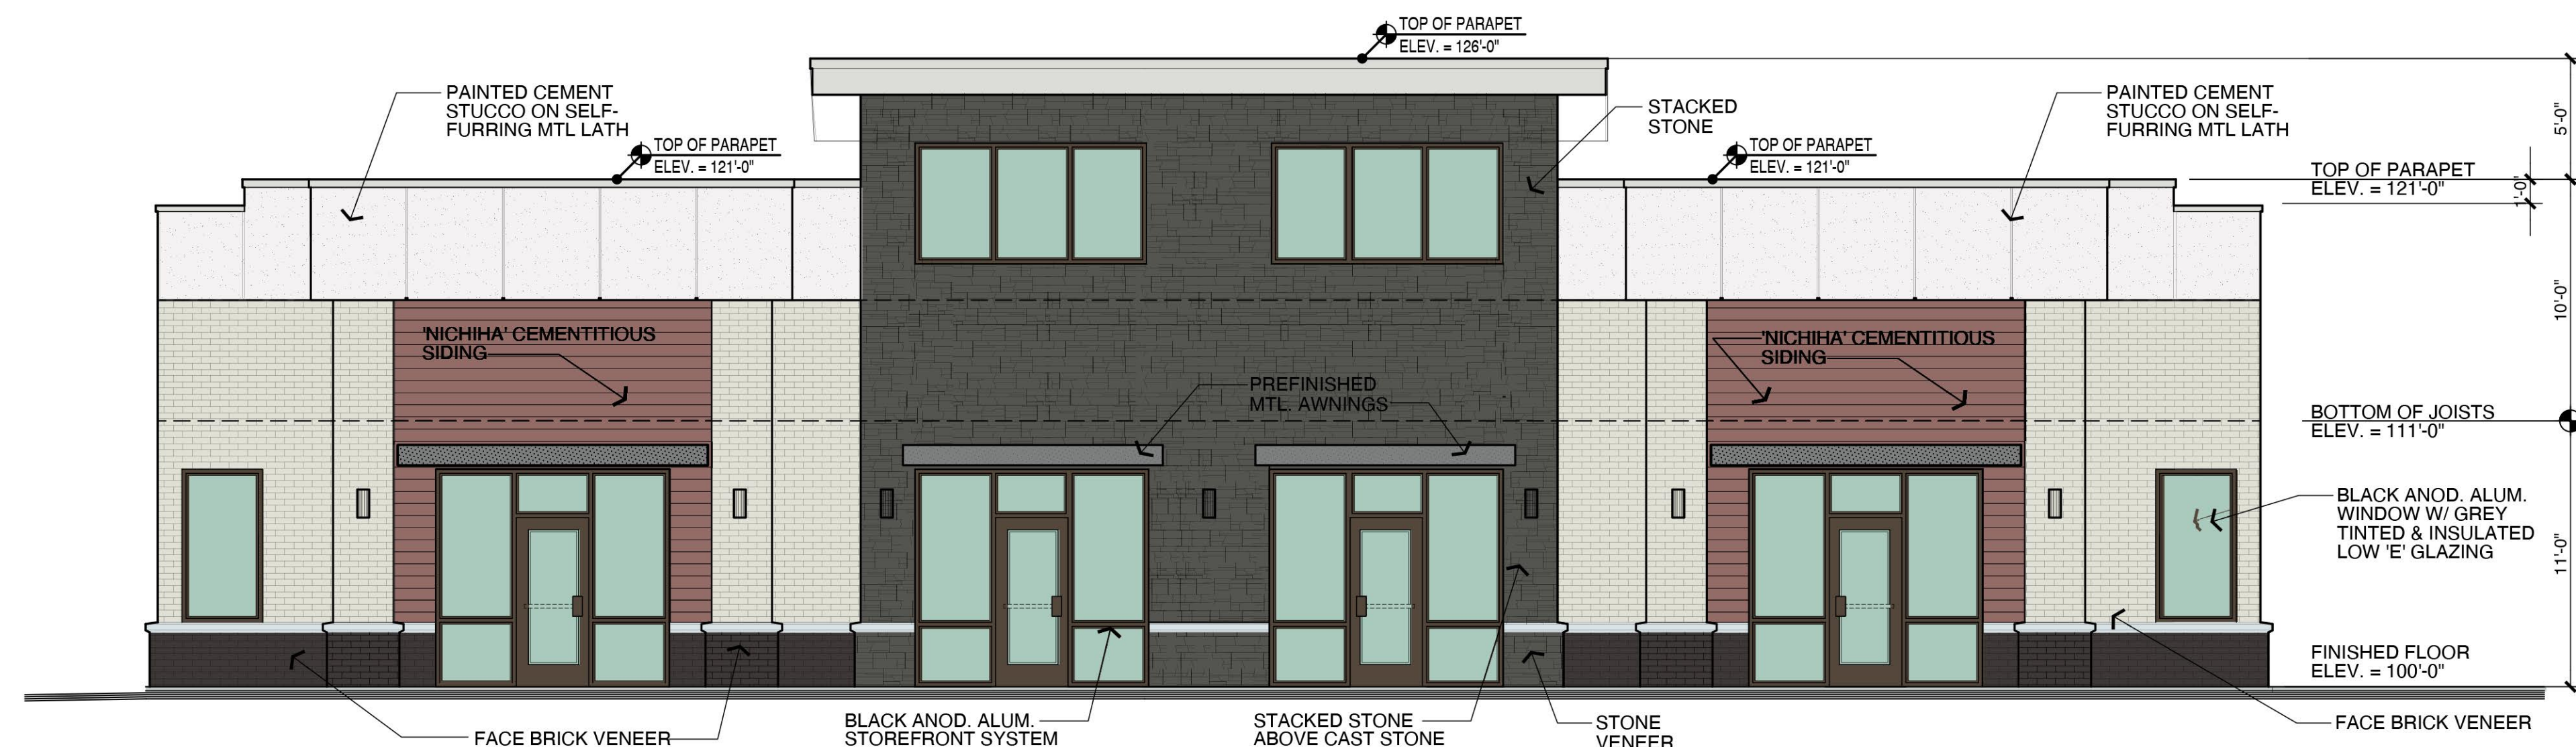 TOP OF PARAPET
ELEV. = 126'-0"
PAINTED CEMENT
STUCCO ON SELF-
FURRING MTL LATH
TOP OF PARAPET
ELEV. = 121'-0"
STACKED
STONE
TOP OF PARAPET
ELEV. = 121'-0"
PAINTED CEMENT
STUCCO ON SELF-
FURRING MTL LATH
5'-0"
TOP OF PARAPET
ELEV. = 121'-0"
1'-0"
10'-0"
'NICHIHA' CEMENTITIOUS
SIDING
PREFINISHED
MTL. AWNINGS
'NICHIHA' CEMENTITIOUS
SIDING
BOTTOM OF JOISTS
ELEV. = 111'-0"
BLACK ANOD. ALUM.
WINDOW W/ GREY
TINTED & INSULATED
LOW 'E' GLAZING
11'-0"
FINISHED FLOOR
ELEV. = 100'-0"
FACE BRICK VENEER
BLACK ANOD. ALUM.
STOREFRONT SYSTEM
STACKED STONE
ABOVE CAST STONE
STONE
VENEER
FACE BRICK VENEER